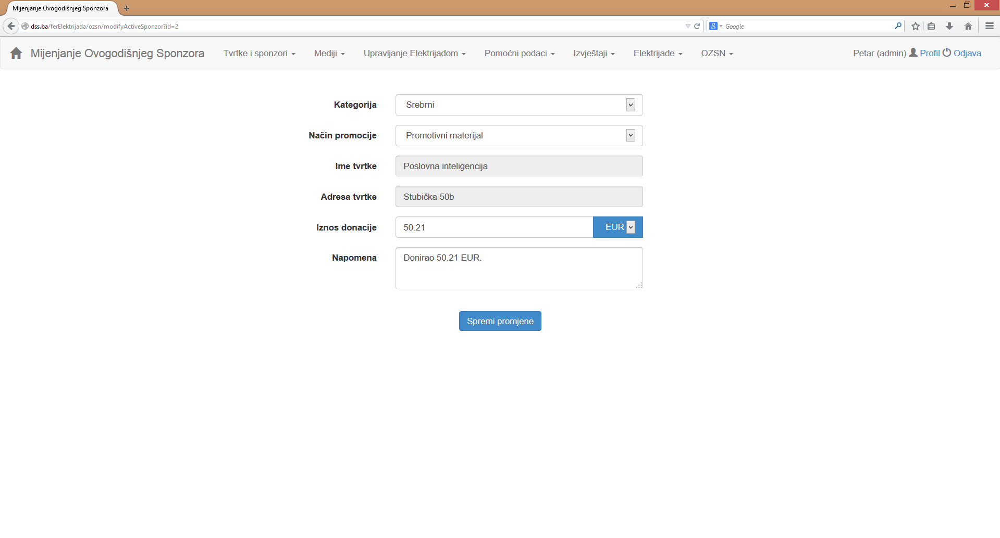 Mijenjanje Ovogodišnjeg Sponzora
dss.ba/ferElektrijada/ozsn/modifyActiveSponzor?id=2
8 Google
Mijenjanje Ovogodišnjeg Sponzora Tvrtke i sponzori Mediji Upravljanje Elektrijadom Pomoćni podaci Izvještaji Elektrijade OZSN Petar (admin) Profil Odjava
Kategorija Srebrni
Način promocije Promotivni materijal
Ime tvrtke Poslovna inteligencija
Adresa tvrtke Stubička 50b
Iznos donacije 50.21 EUR
Napomena Donirao 50.21 EUR.
Spremi promjene